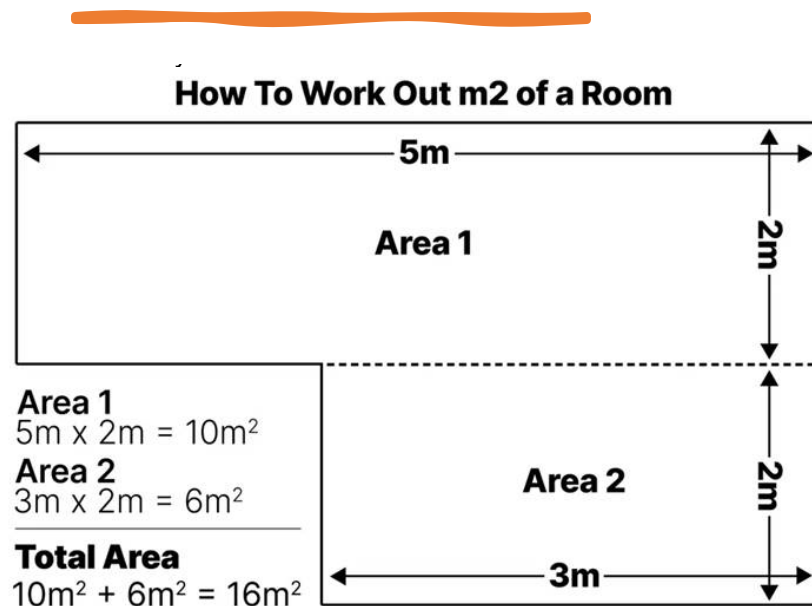 How To Work Out m2 of a Room
5m
Area 1
2m
Area 1
5m x 2m = 10m²
Area 2
3m x 2m = 6m²
Total Area
10m² + 6m² = 16m²
Area 2
2m
3m